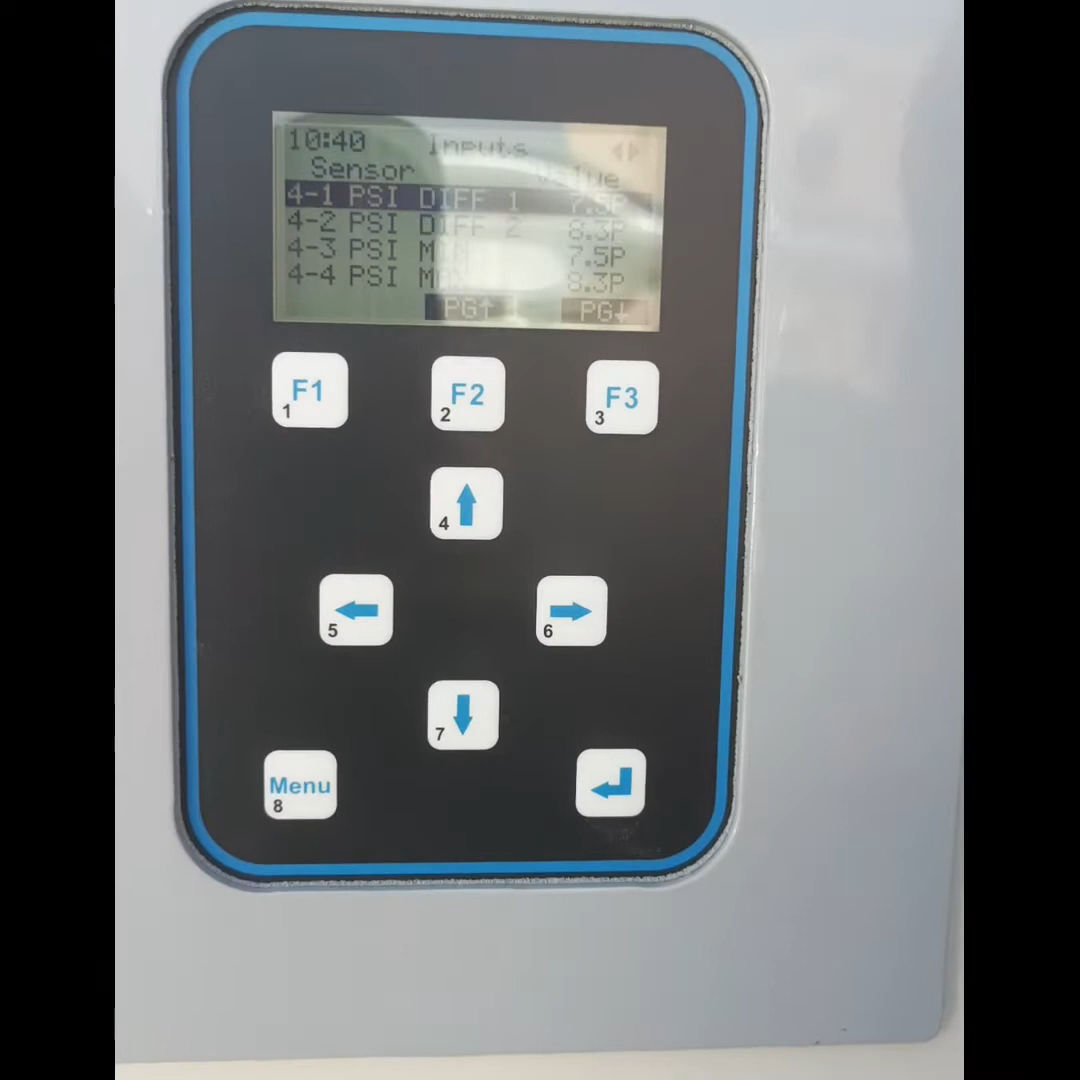 10:40 Inputs
Sensor Value
4-1 PSI DIFF 1 7.5P
4-2 PSI DIFF 2 8.3P
4-3 PSI MIN 7.5P
4-4 PSI MAX 8.3P
PG↑ PG↓
F1 F2 F3
1 2 3
4
5 6
7
Menu
8